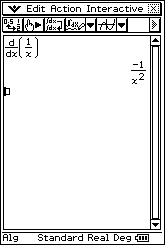 Edit Action Interactive
d/dx(1/x)
-1/x²
Alg Standard Real Deg